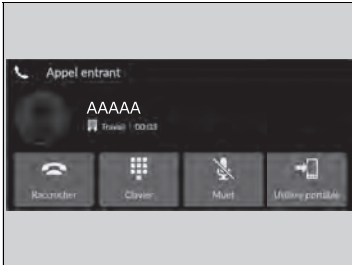 Appel entrant
AAAAA
Travail 00:03
Raccrocher Clavier Muet Utiliser portable